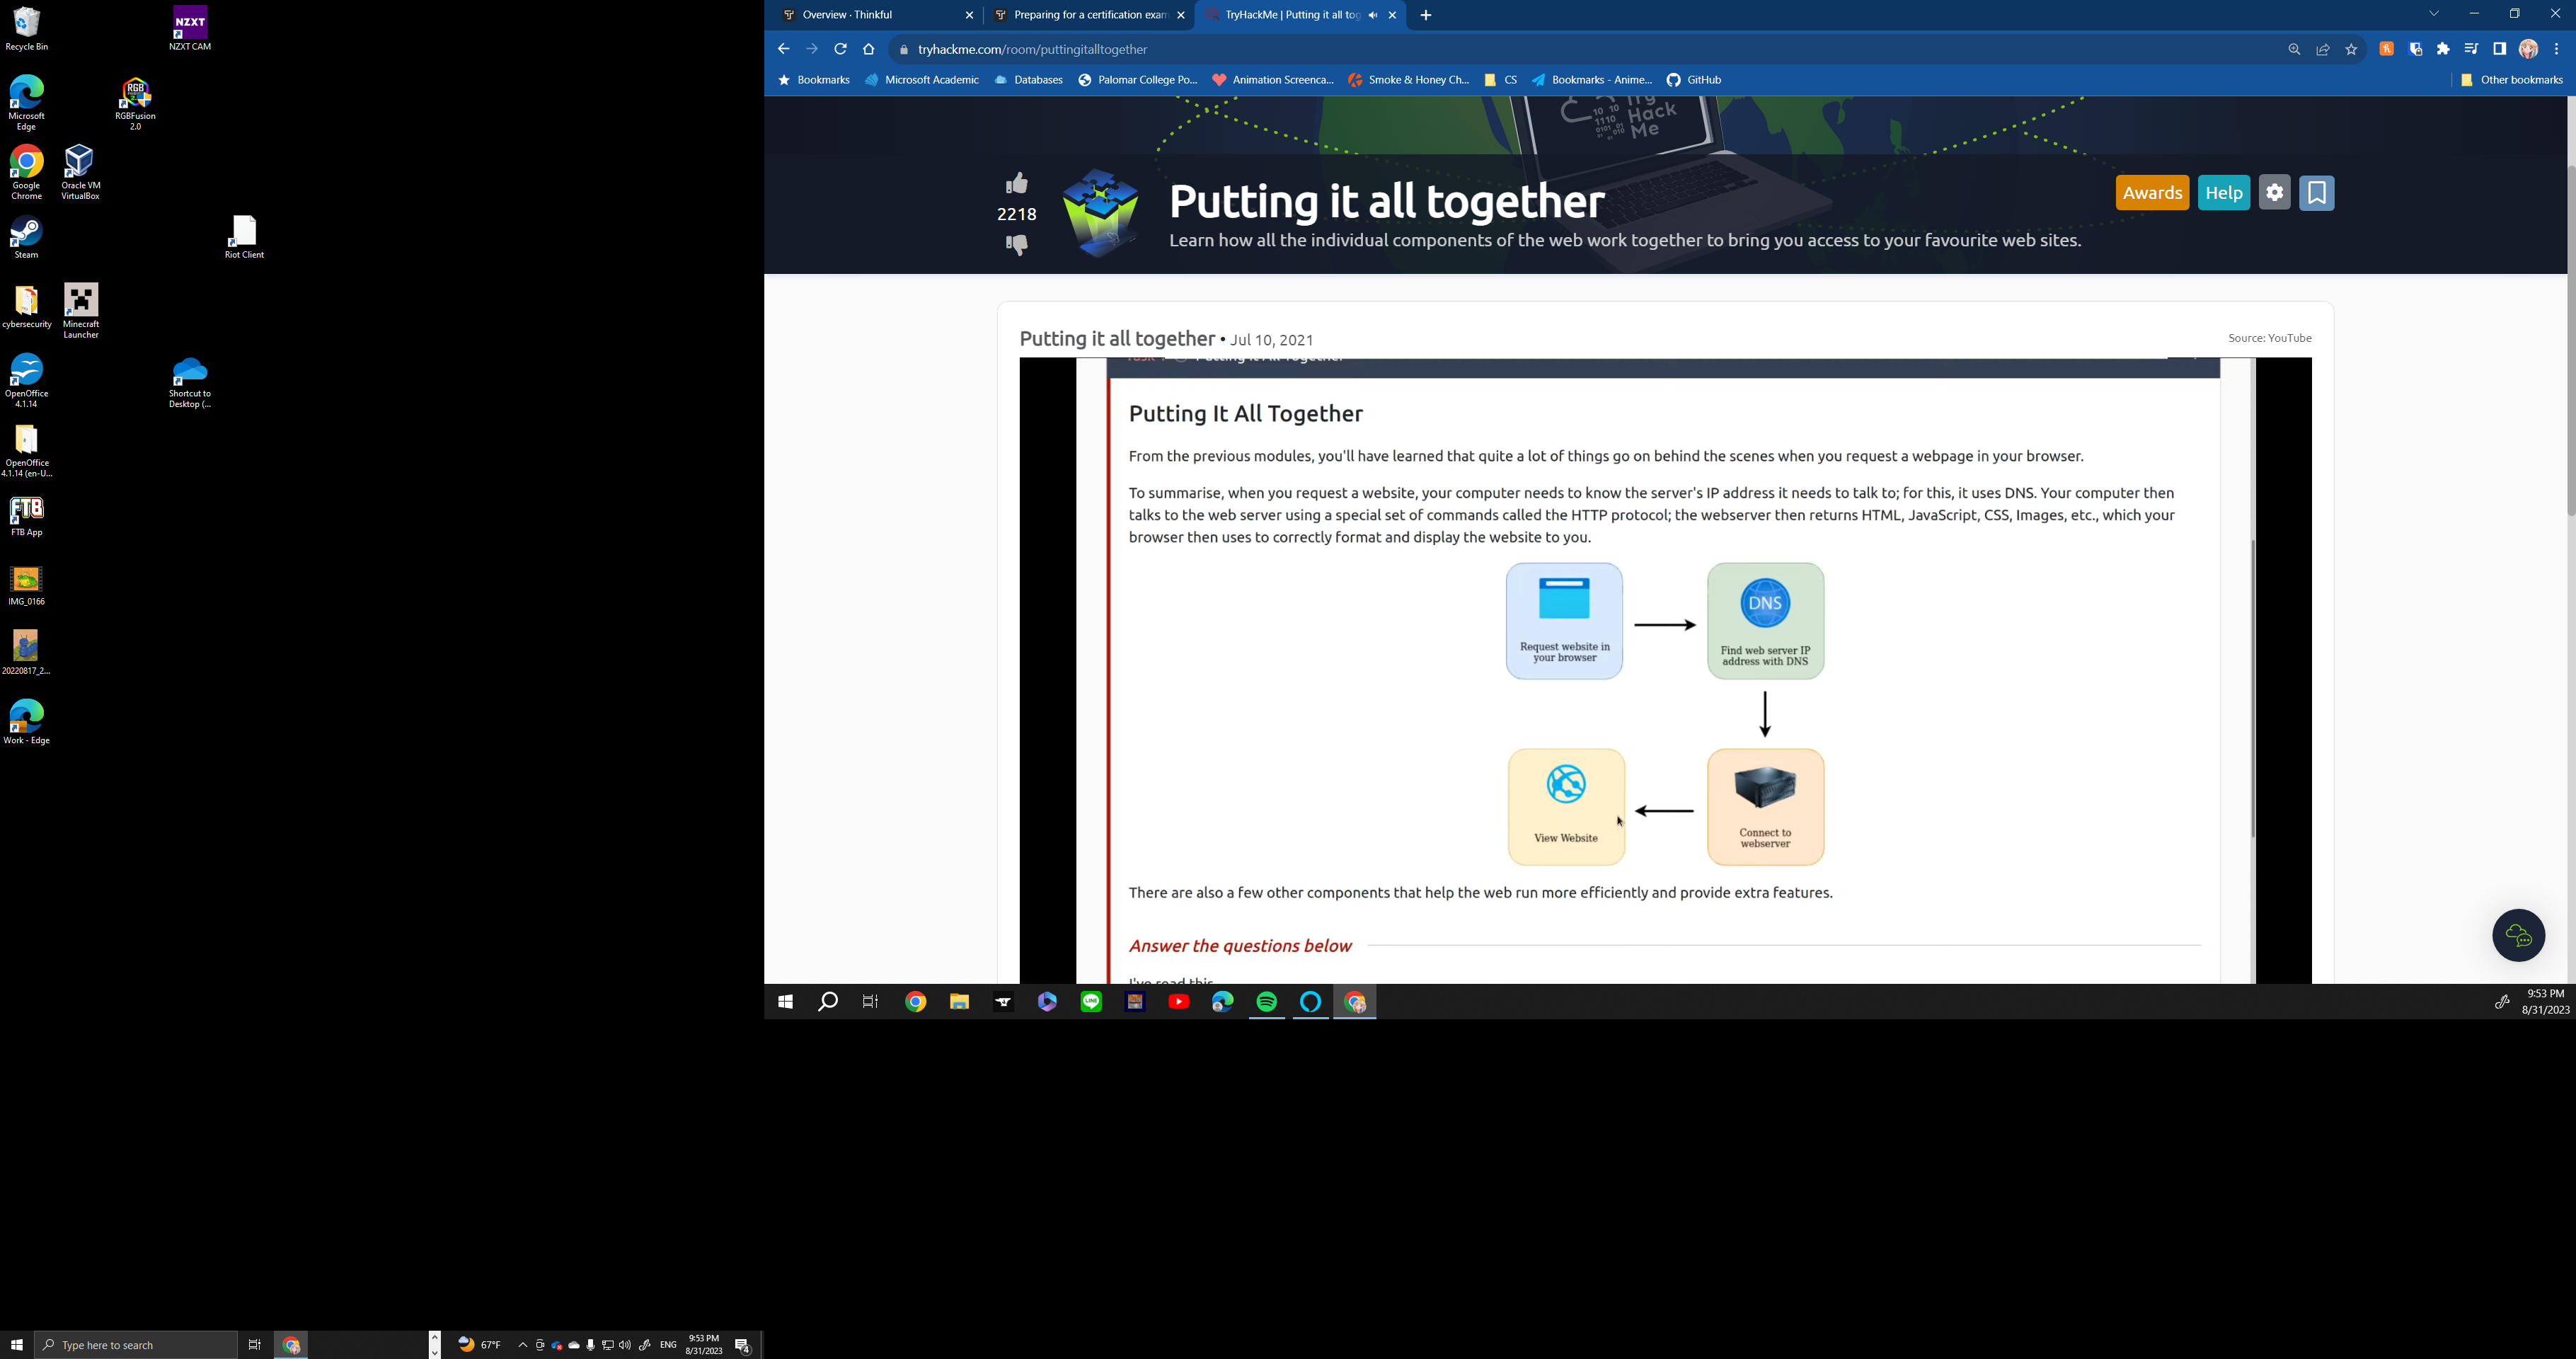 Recycle Bin
NZXT
NZXT CAM
Microsoft
Edge
RGB
RGBFusion
2.0
Google
Chrome
Oracle VM
VirtualBox
Steam
Riot Client
cybersecurity
Minecraft
Launcher
OpenOffice
4.1.14
Shortcut to
Desktop (...
OpenOffice
4.1.14 (en-U...
FTB
FTB App
IMG_0166
20220817_2...
Work - Edge
Type here to search
67°F
ENG
9:53 PM
8/31/2023
4
Overview · Thinkful
Preparing for a certification exam
TryHackMe | Putting it all tog
tryhackme.com/room/puttingitalltogether
Bookmarks
Microsoft Academic
Databases
Palomar College Po...
Animation Screenca...
Smoke & Honey Ch...
CS
Bookmarks - Anime...
GitHub
Other bookmarks
Hack
Me
2218
Putting it all together
Learn how all the individual components of the web work together to bring you access to your favourite web sites.
Awards
Help
Putting it all together • Jul 10, 2021
Source: YouTube
Putting It All Together
From the previous modules, you'll have learned that quite a lot of things go on behind the scenes when you request a webpage in your browser.
To summarise, when you request a website, your computer needs to know the server's IP address it needs to talk to; for this, it uses DNS. Your computer then
talks to the web server using a special set of commands called the HTTP protocol; the webserver then returns HTML, JavaScript, CSS, Images, etc., which your
browser then uses to correctly format and display the website to you.
Request website in
your browser
DNS
Find web server IP
address with DNS
View Website
Connect to
webserver
There are also a few other components that help the web run more efficiently and provide extra features.
Answer the questions below
I've read this
9:53 PM
8/31/2023